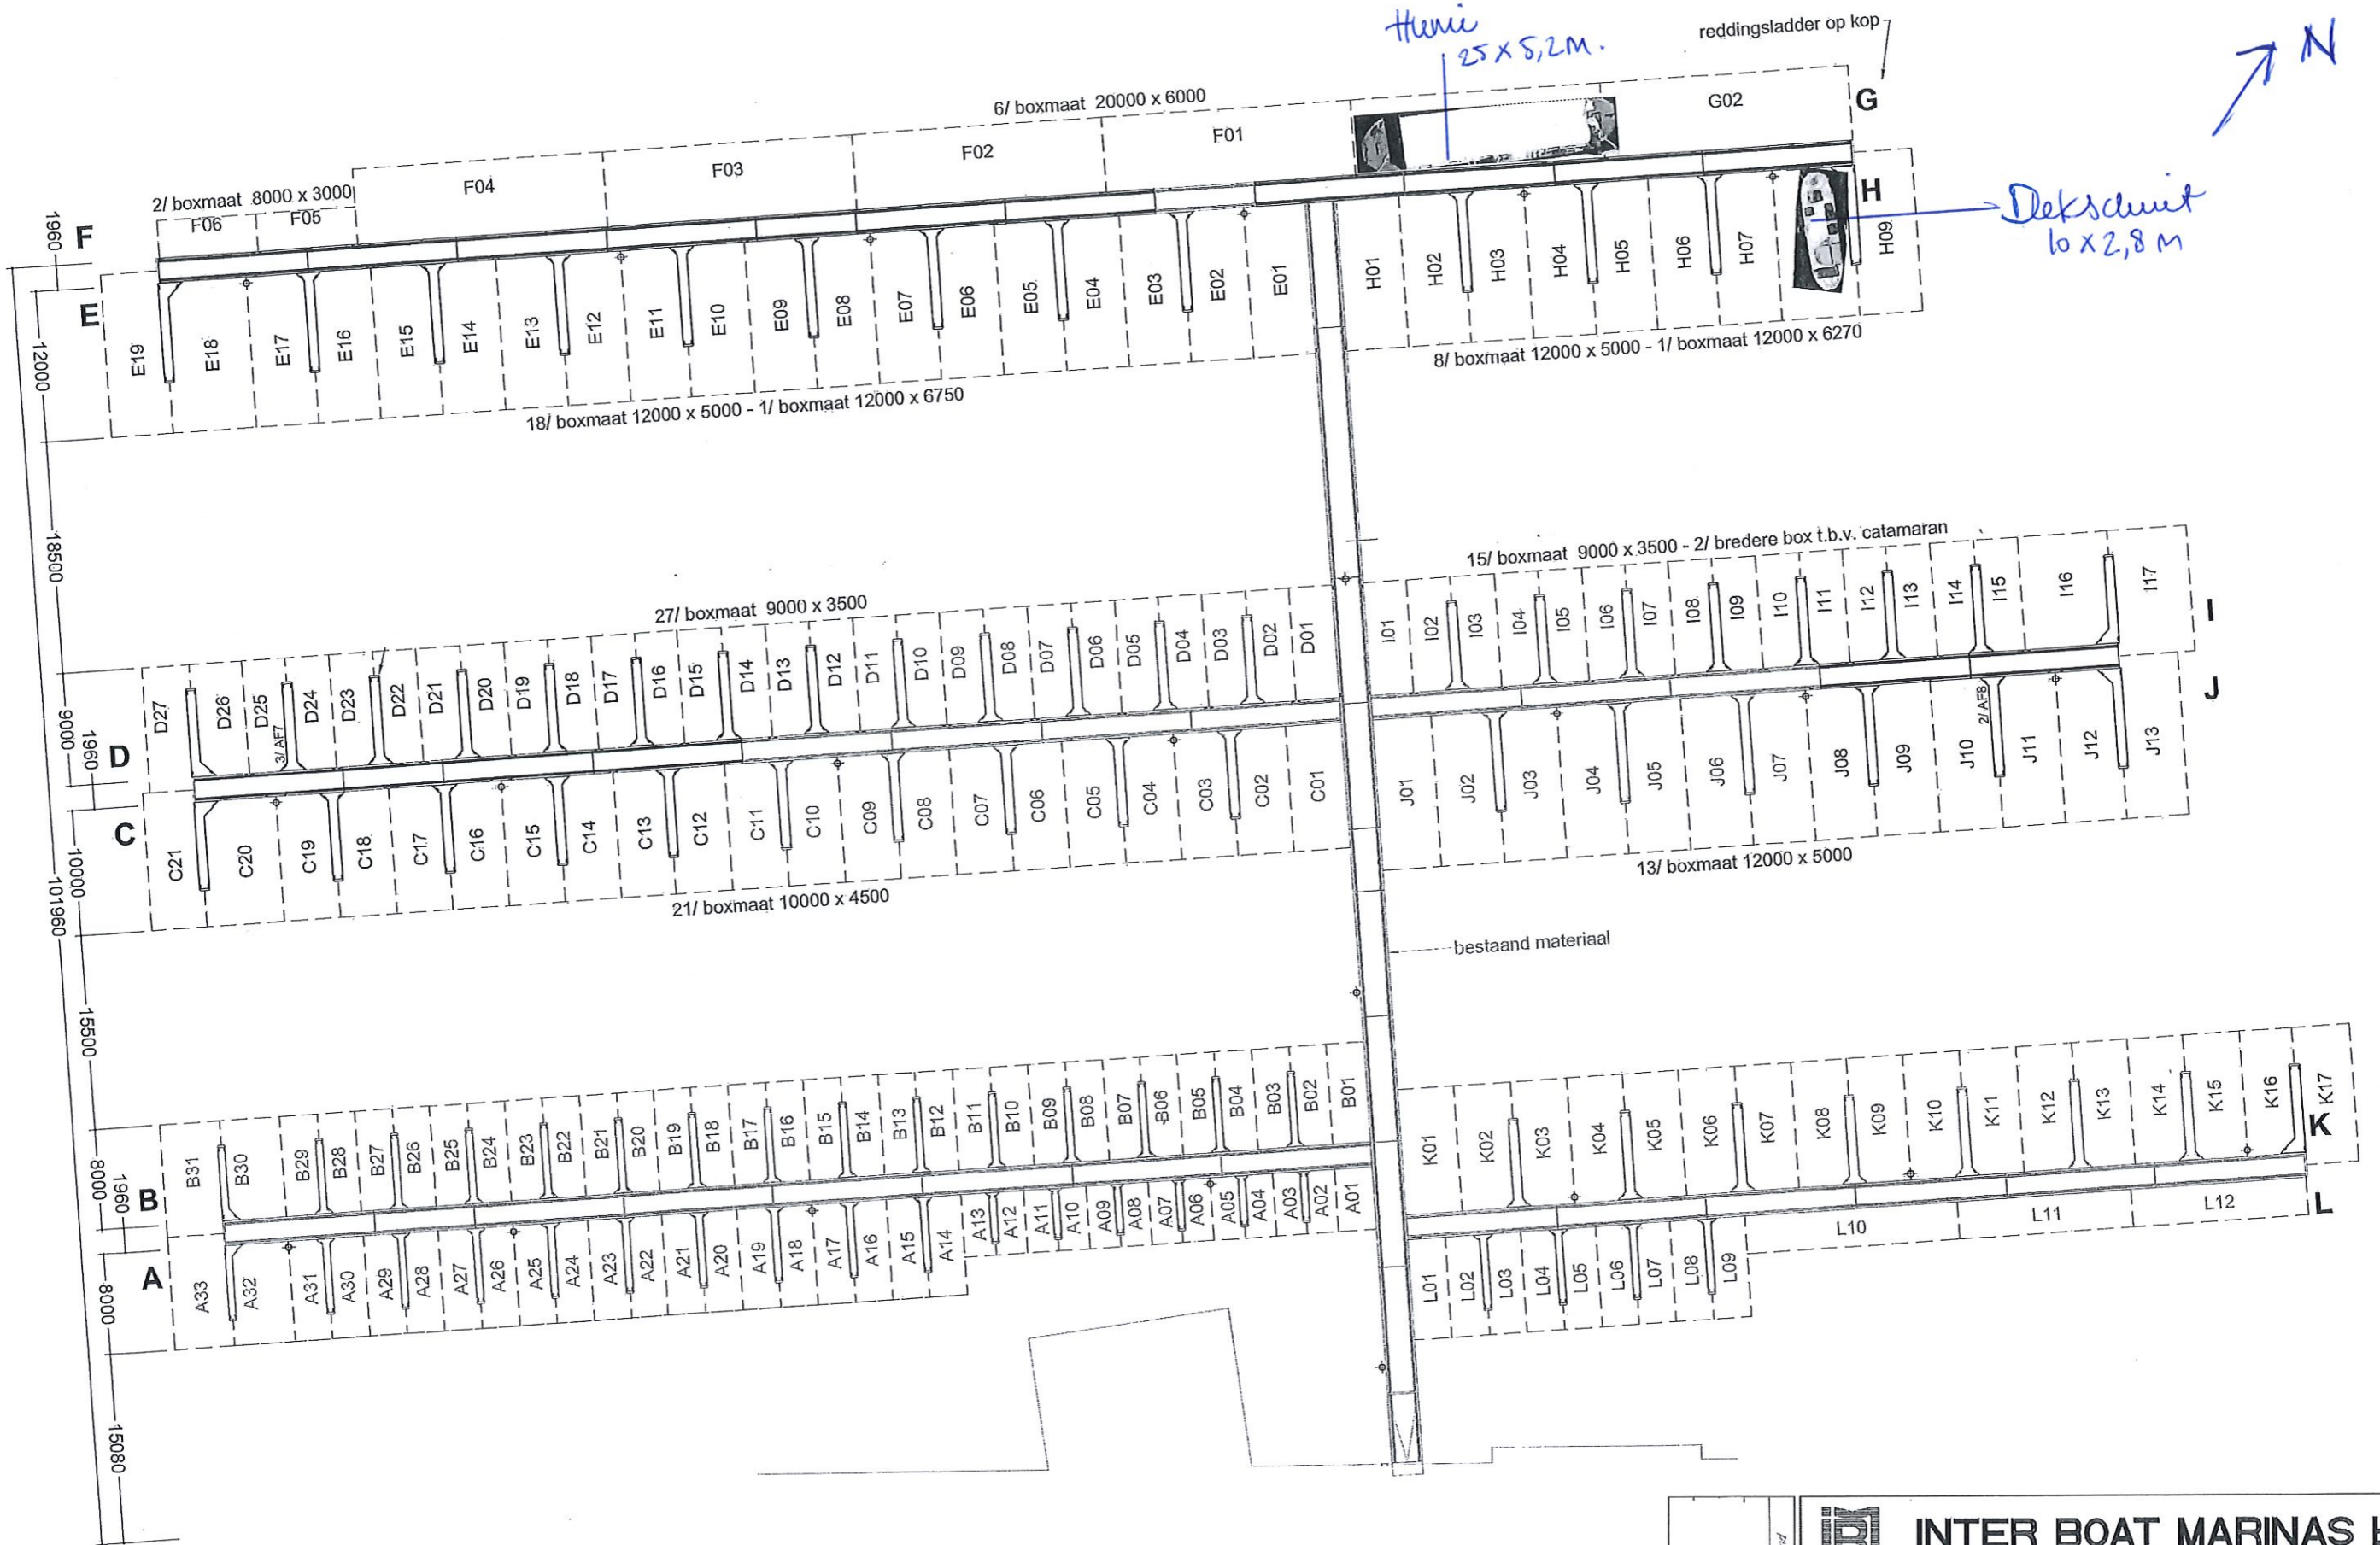 25 x 5,2 M.
reddingsladder op kop
N
6/ boxmaat 20000 x 6000
G02
G
F01
F02
F03
F04
2/ boxmaat 8000 x 3000
F06
F05
H
Dekschuit
10 x 2,8 M
1960
F
E
E19
E18
E17
E16
E15
E14
E13
E12
E11
E10
E09
E08
E07
E06
E05
E04
E03
E02
E01
H01
H02
H03
H04
H05
H06
H07
H09
12000
8/ boxmaat 12000 x 5000 - 1/ boxmaat 12000 x 6270
18/ boxmaat 12000 x 5000 - 1/ boxmaat 12000 x 6750
18500
15/ boxmaat 9000 x 3500 - 2/ bredere box t.b.v. catamaran
27/ boxmaat 9000 x 3500
D27
D26
D25
D24
D23
D22
D21
D20
D19
D18
D17
D16
D15
D14
D13
D12
D11
D10
D09
D08
D07
D06
D05
D04
D03
D02
D01
I01
I02
I03
I04
I05
I06
I07
I08
I09
I10
I11
I12
I13
I14
I15
I16
I17
I
3/ AF7
9000
1960
D
J
2/ AF8
C
C21
C20
C19
C18
C17
C16
C15
C14
C13
C12
C11
C10
C09
C08
C07
C06
C05
C04
C03
C02
C01
J01
J02
J03
J04
J05
J06
J07
J08
J09
J10
J11
J12
J13
10000
101960
21/ boxmaat 10000 x 4500
13/ boxmaat 12000 x 5000
bestaand materiaal
15500
B31
B30
B29
B28
B27
B26
B25
B24
B23
B22
B21
B20
B19
B18
B17
B16
B15
B14
B13
B12
B11
B10
B09
B08
B07
B06
B05
B04
B03
B02
B01
K01
K02
K03
K04
K05
K06
K07
K08
K09
K10
K11
K12
K13
K14
K15
K16
K17
K
8000
1960
B
A
A33
A32
A31
A30
A29
A28
A27
A26
A25
A24
A23
A22
A21
A20
A19
A18
A17
A16
A15
A14
A13
A12
A11
A10
A09
A08
A07
A06
A05
A04
A03
A02
A01
L01
L02
L03
L04
L05
L06
L07
L08
L09
L10
L11
L12
L
8000
15080
INTER BOAT MARINAS